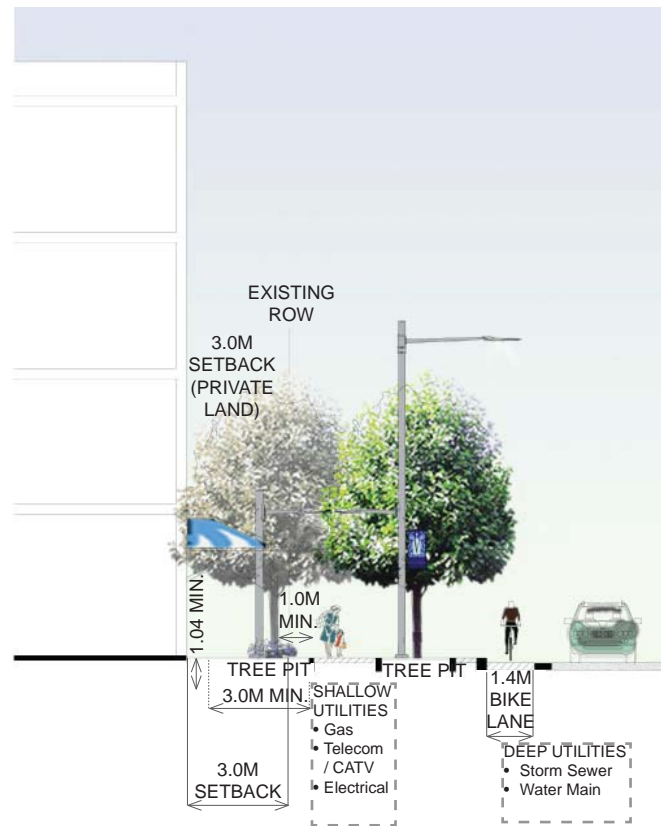 EXISTING
ROW
3.0M
SETBACK
(PRIVATE
LAND)
1.04 MIN.
1.0M
MIN.
TREE PIT
TREE PIT
3.0M MIN.
SHALLOW
UTILITIES
• Gas
• Telecom
/ CATV
• Electrical
1.4M
BIKE
LANE
3.0M
SETBACK
DEEP UTILITIES
• Storm Sewer
• Water Main